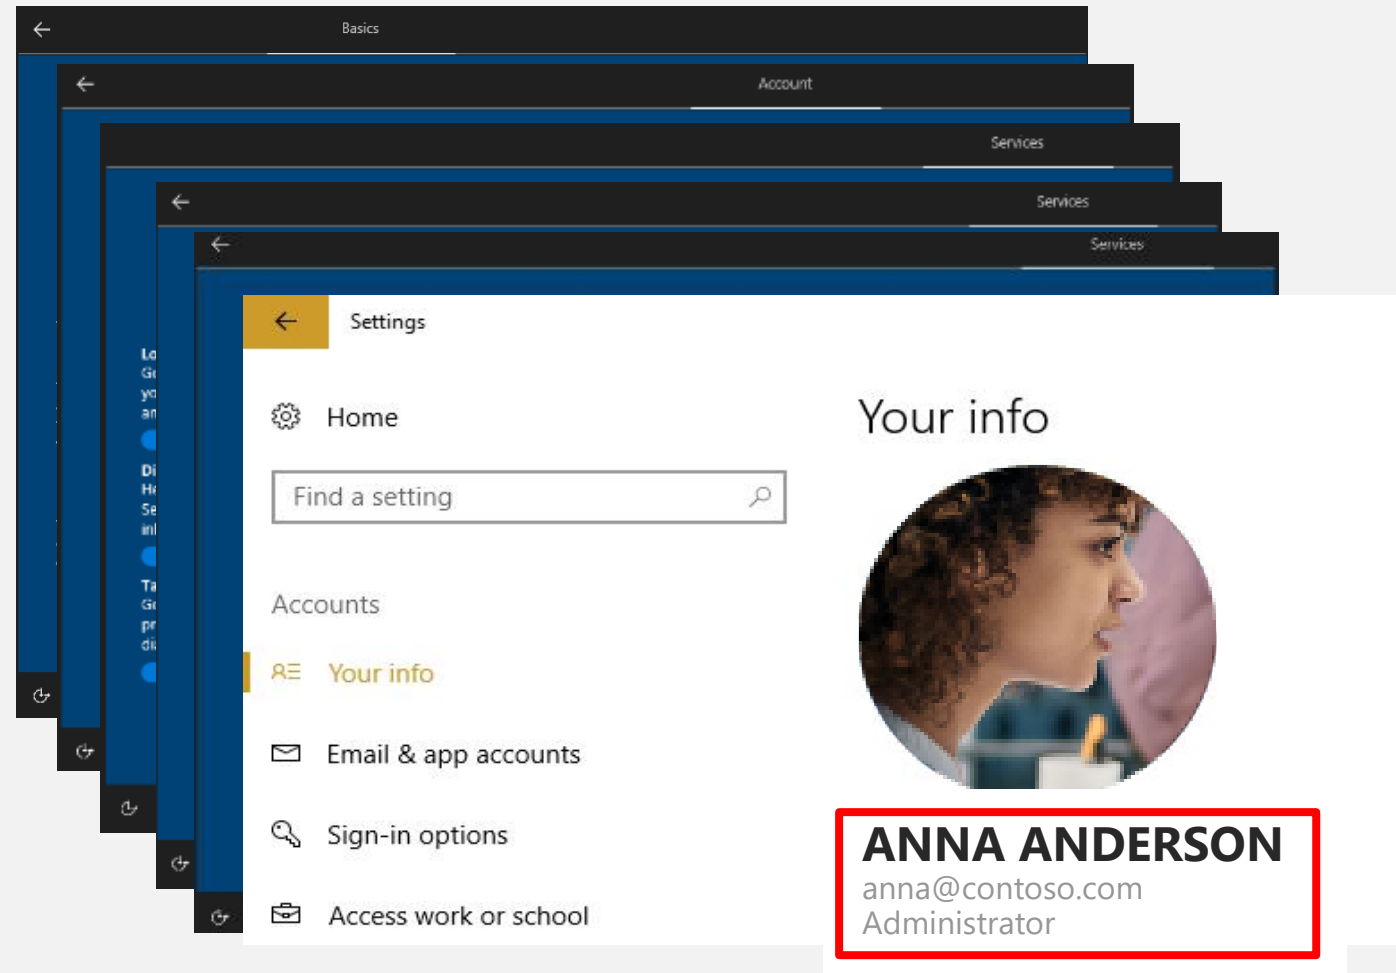 Basics
Account
Services
Services
Services
Settings
Home
Find a setting
Accounts
Your info
Email & app accounts
Sign-in options
Access work or school
Your info
ANNA ANDERSON
anna@contoso.com
Administrator